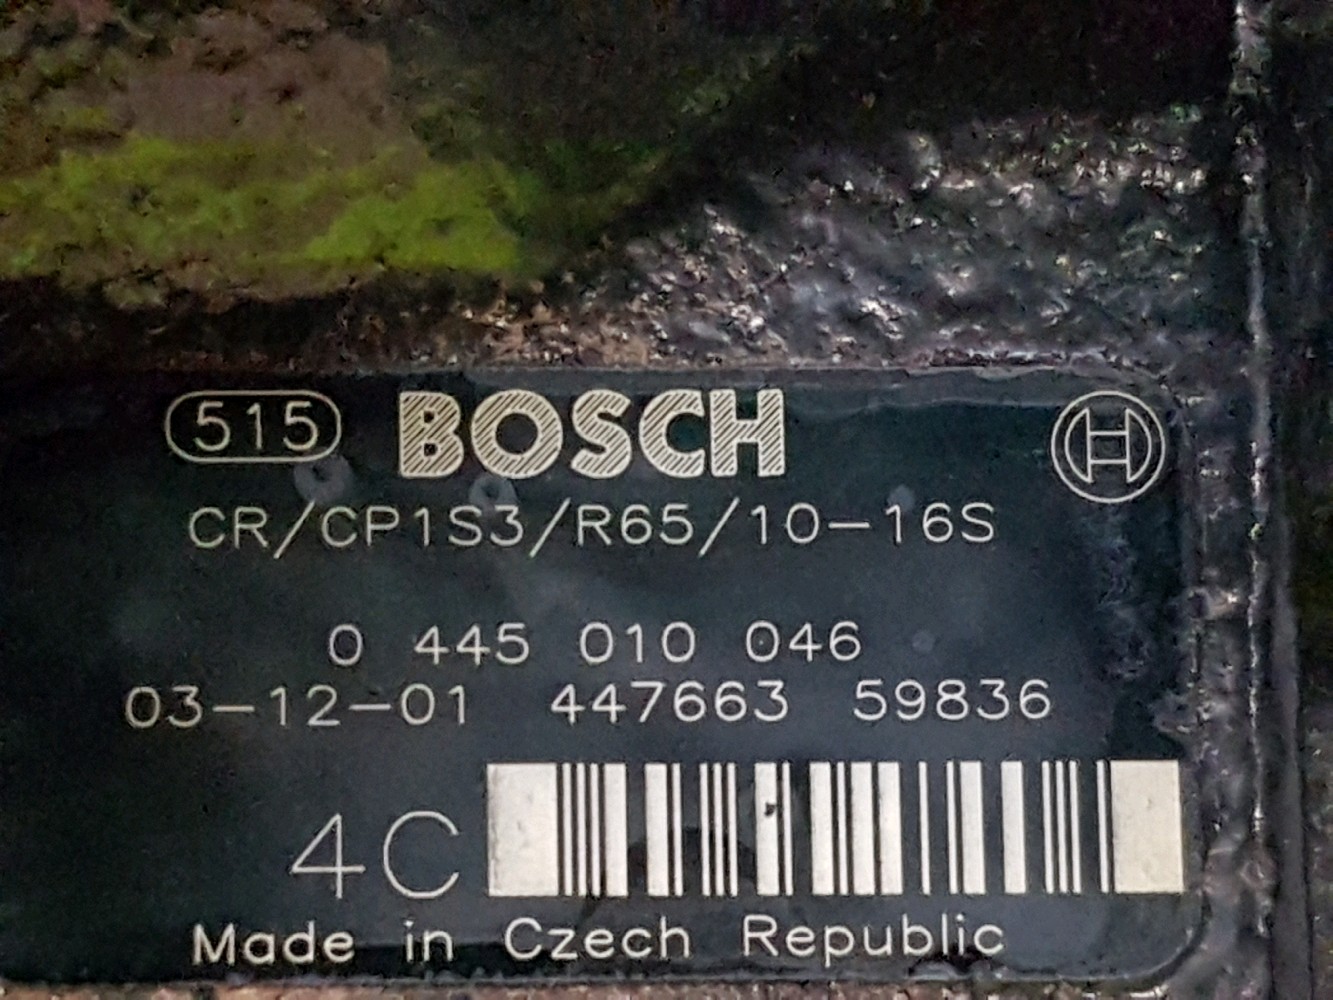 515 BOSCH
CR/CP1S3/R65/10-16S
0 445 010 046
03-12-01 447663 59836
4C
Made in Czech Republic